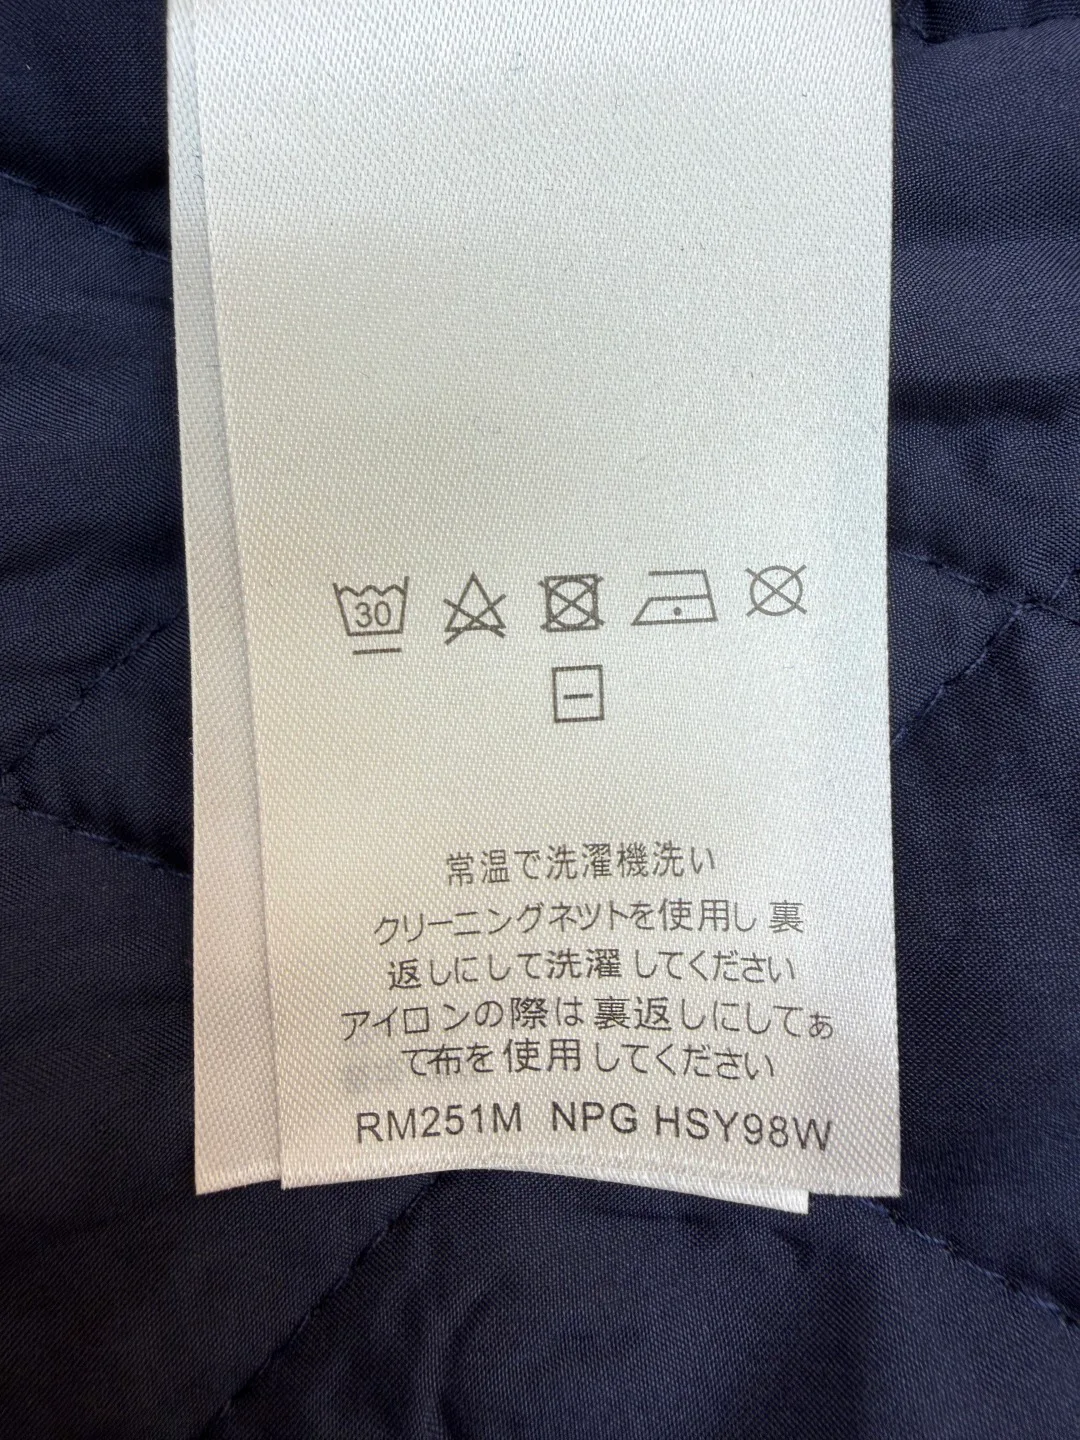 30
常温で洗濯機洗い
クリーニングネツトを使用し 裏
返しにして洗濯してください
アイロンの際は裏返しにしてぁ
て布を使用してください
RM251M NPG HSY98W